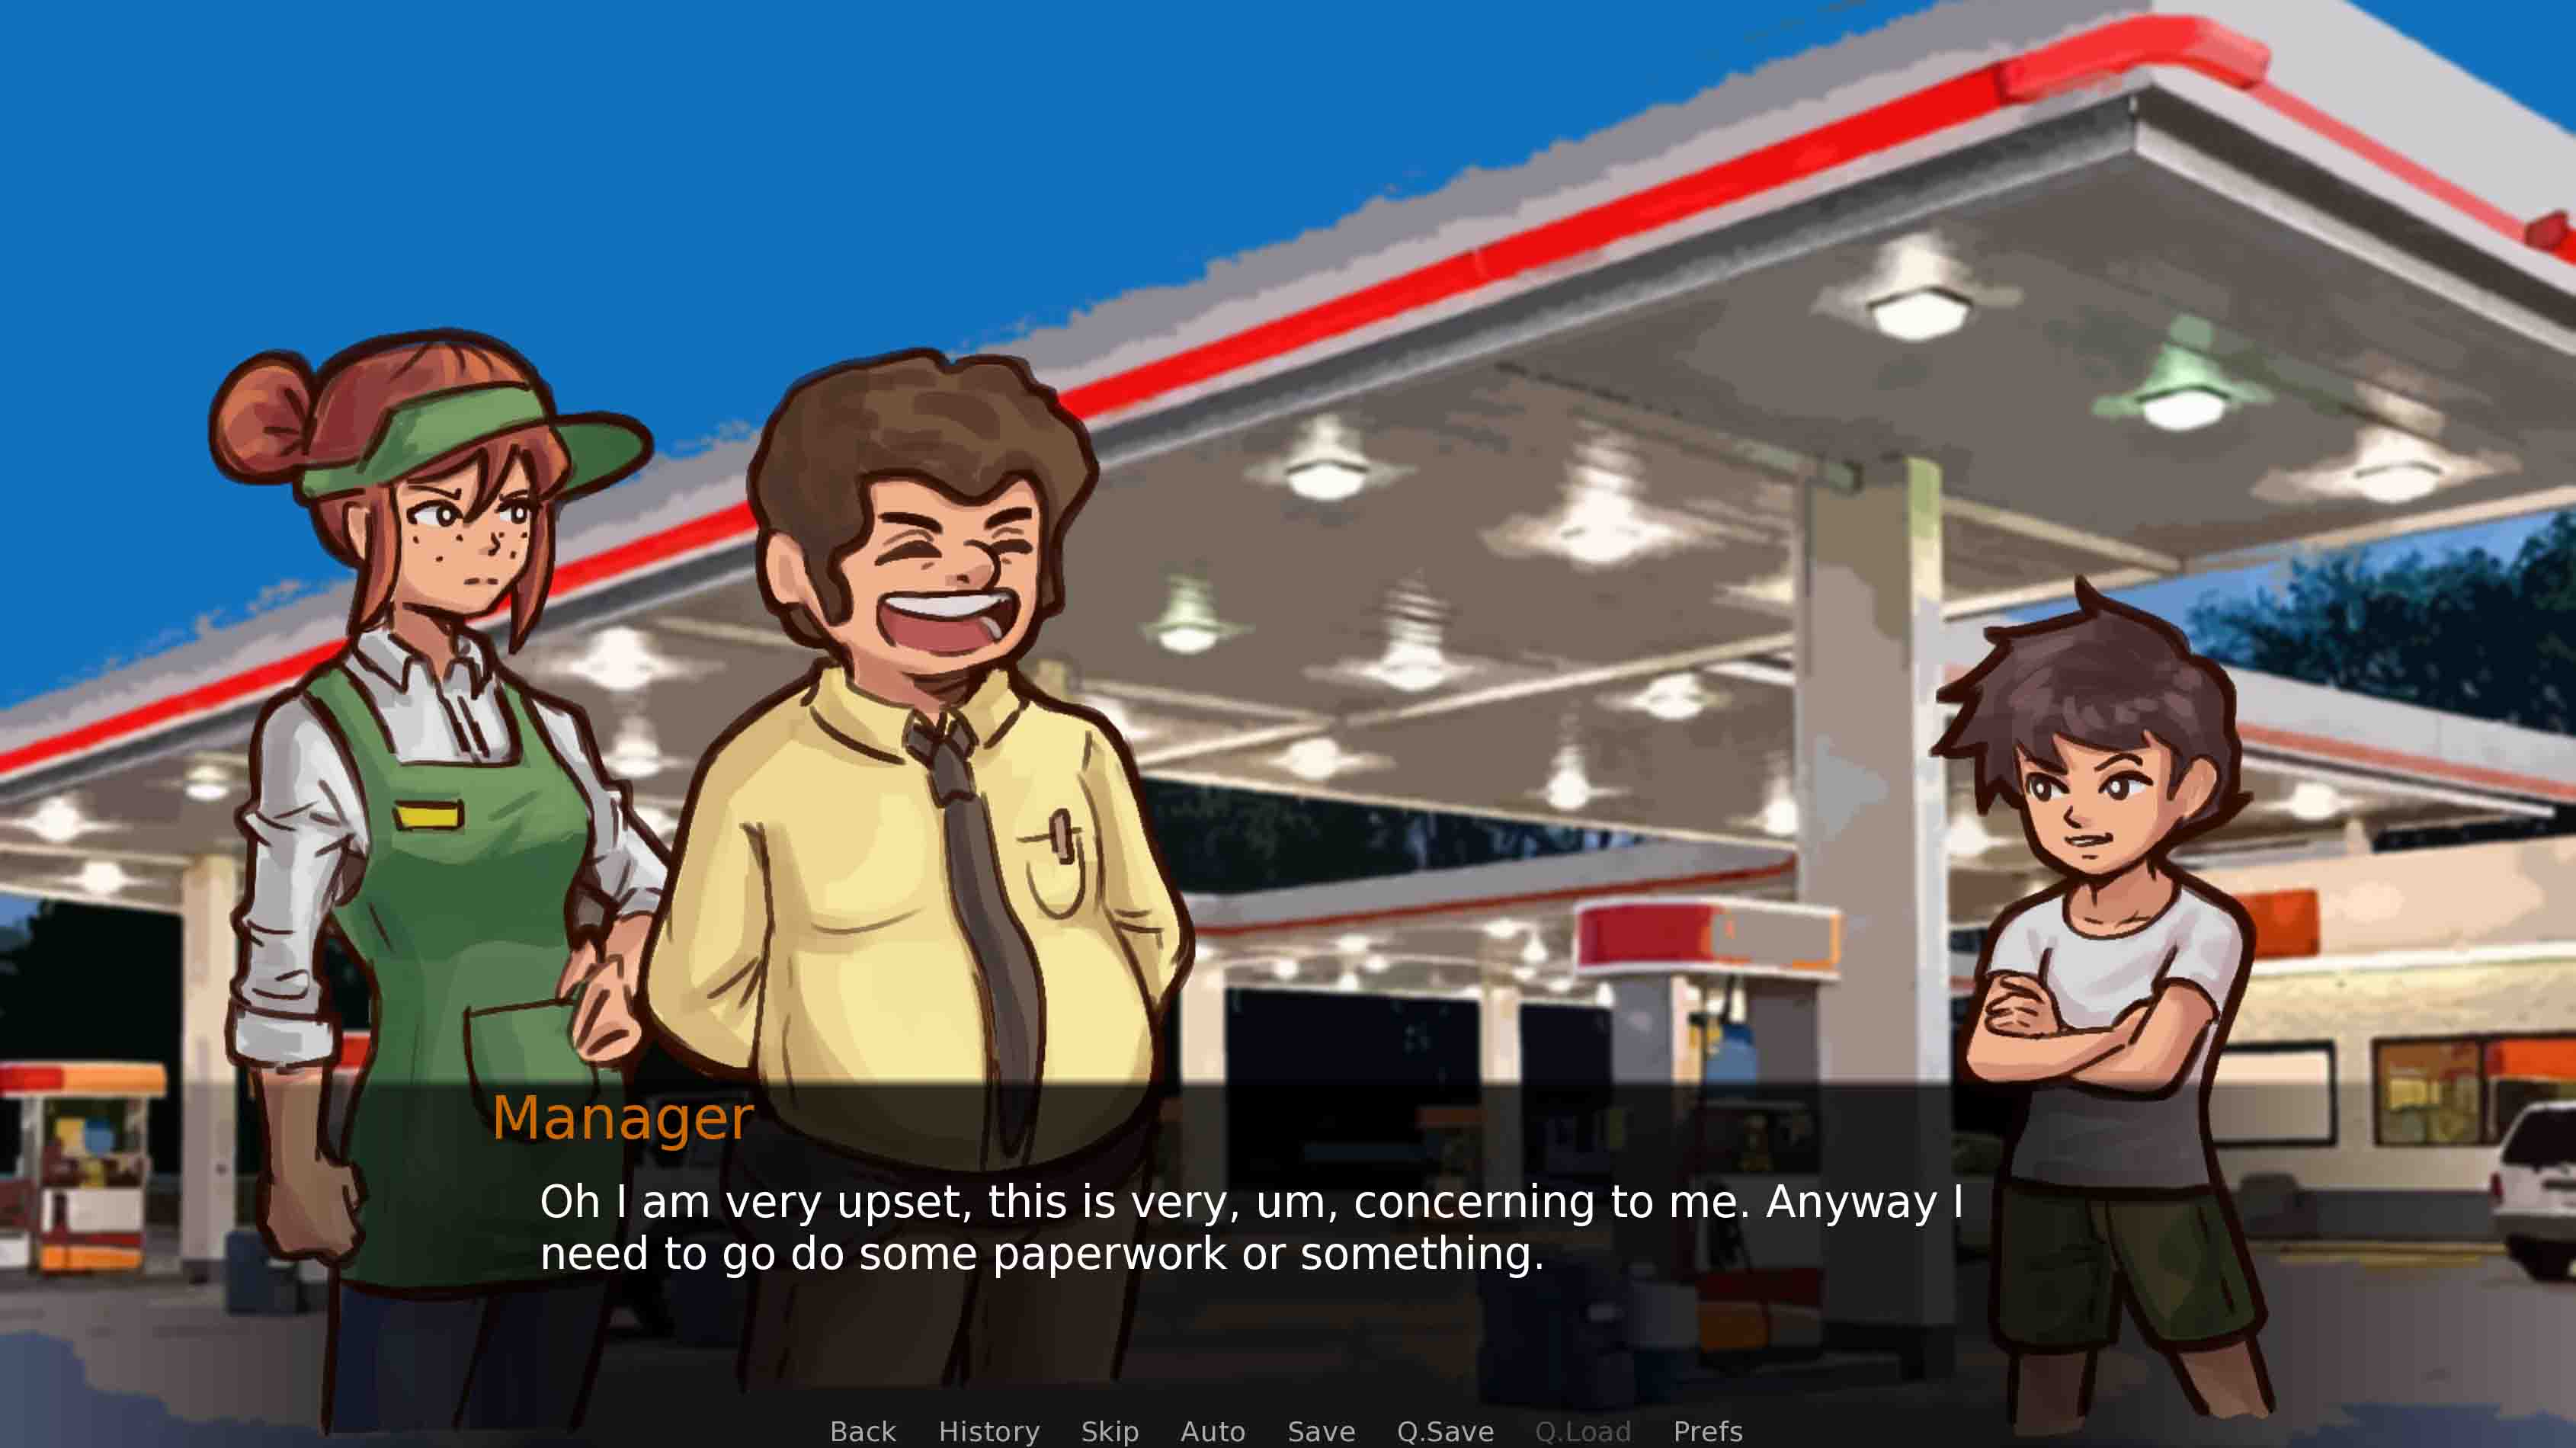 Manager
Oh I am very upset, this is very, um, concerning to me. Anyway I
need to go do some paperwork or something.
Back History Skip Auto Save Q.Save Q.Load Prefs